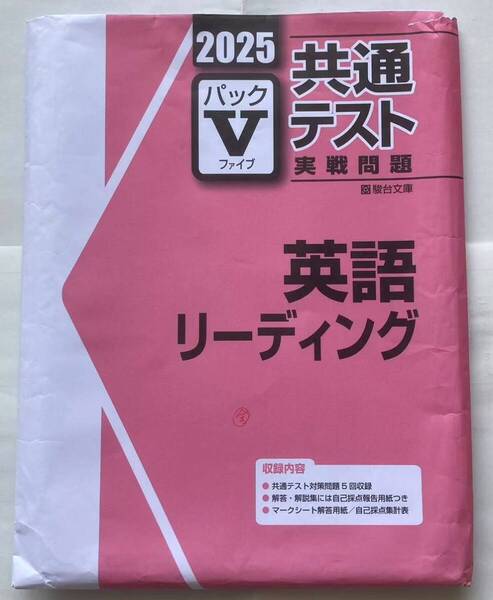 2025
パック
V
ファイブ
共通
テスト
実戦問題
駿台文庫
英語
リーディング
収録内容
● 共通テスト対策問題5回収録
● 解答・解説集には自己採点報告用紙つき
● マークシート解答用紙／自己採点集計表